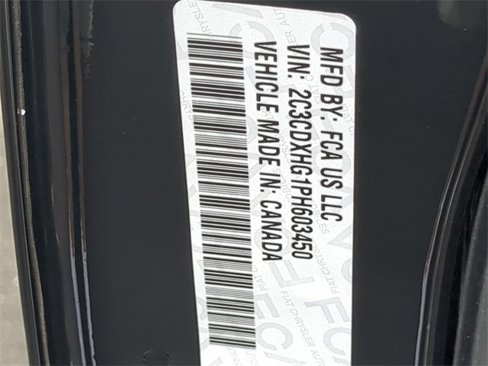 MFD BY: FCA US LLC
VIN: 2C3CDXHG1PH603450
VEHICLE MADE IN: CANADA